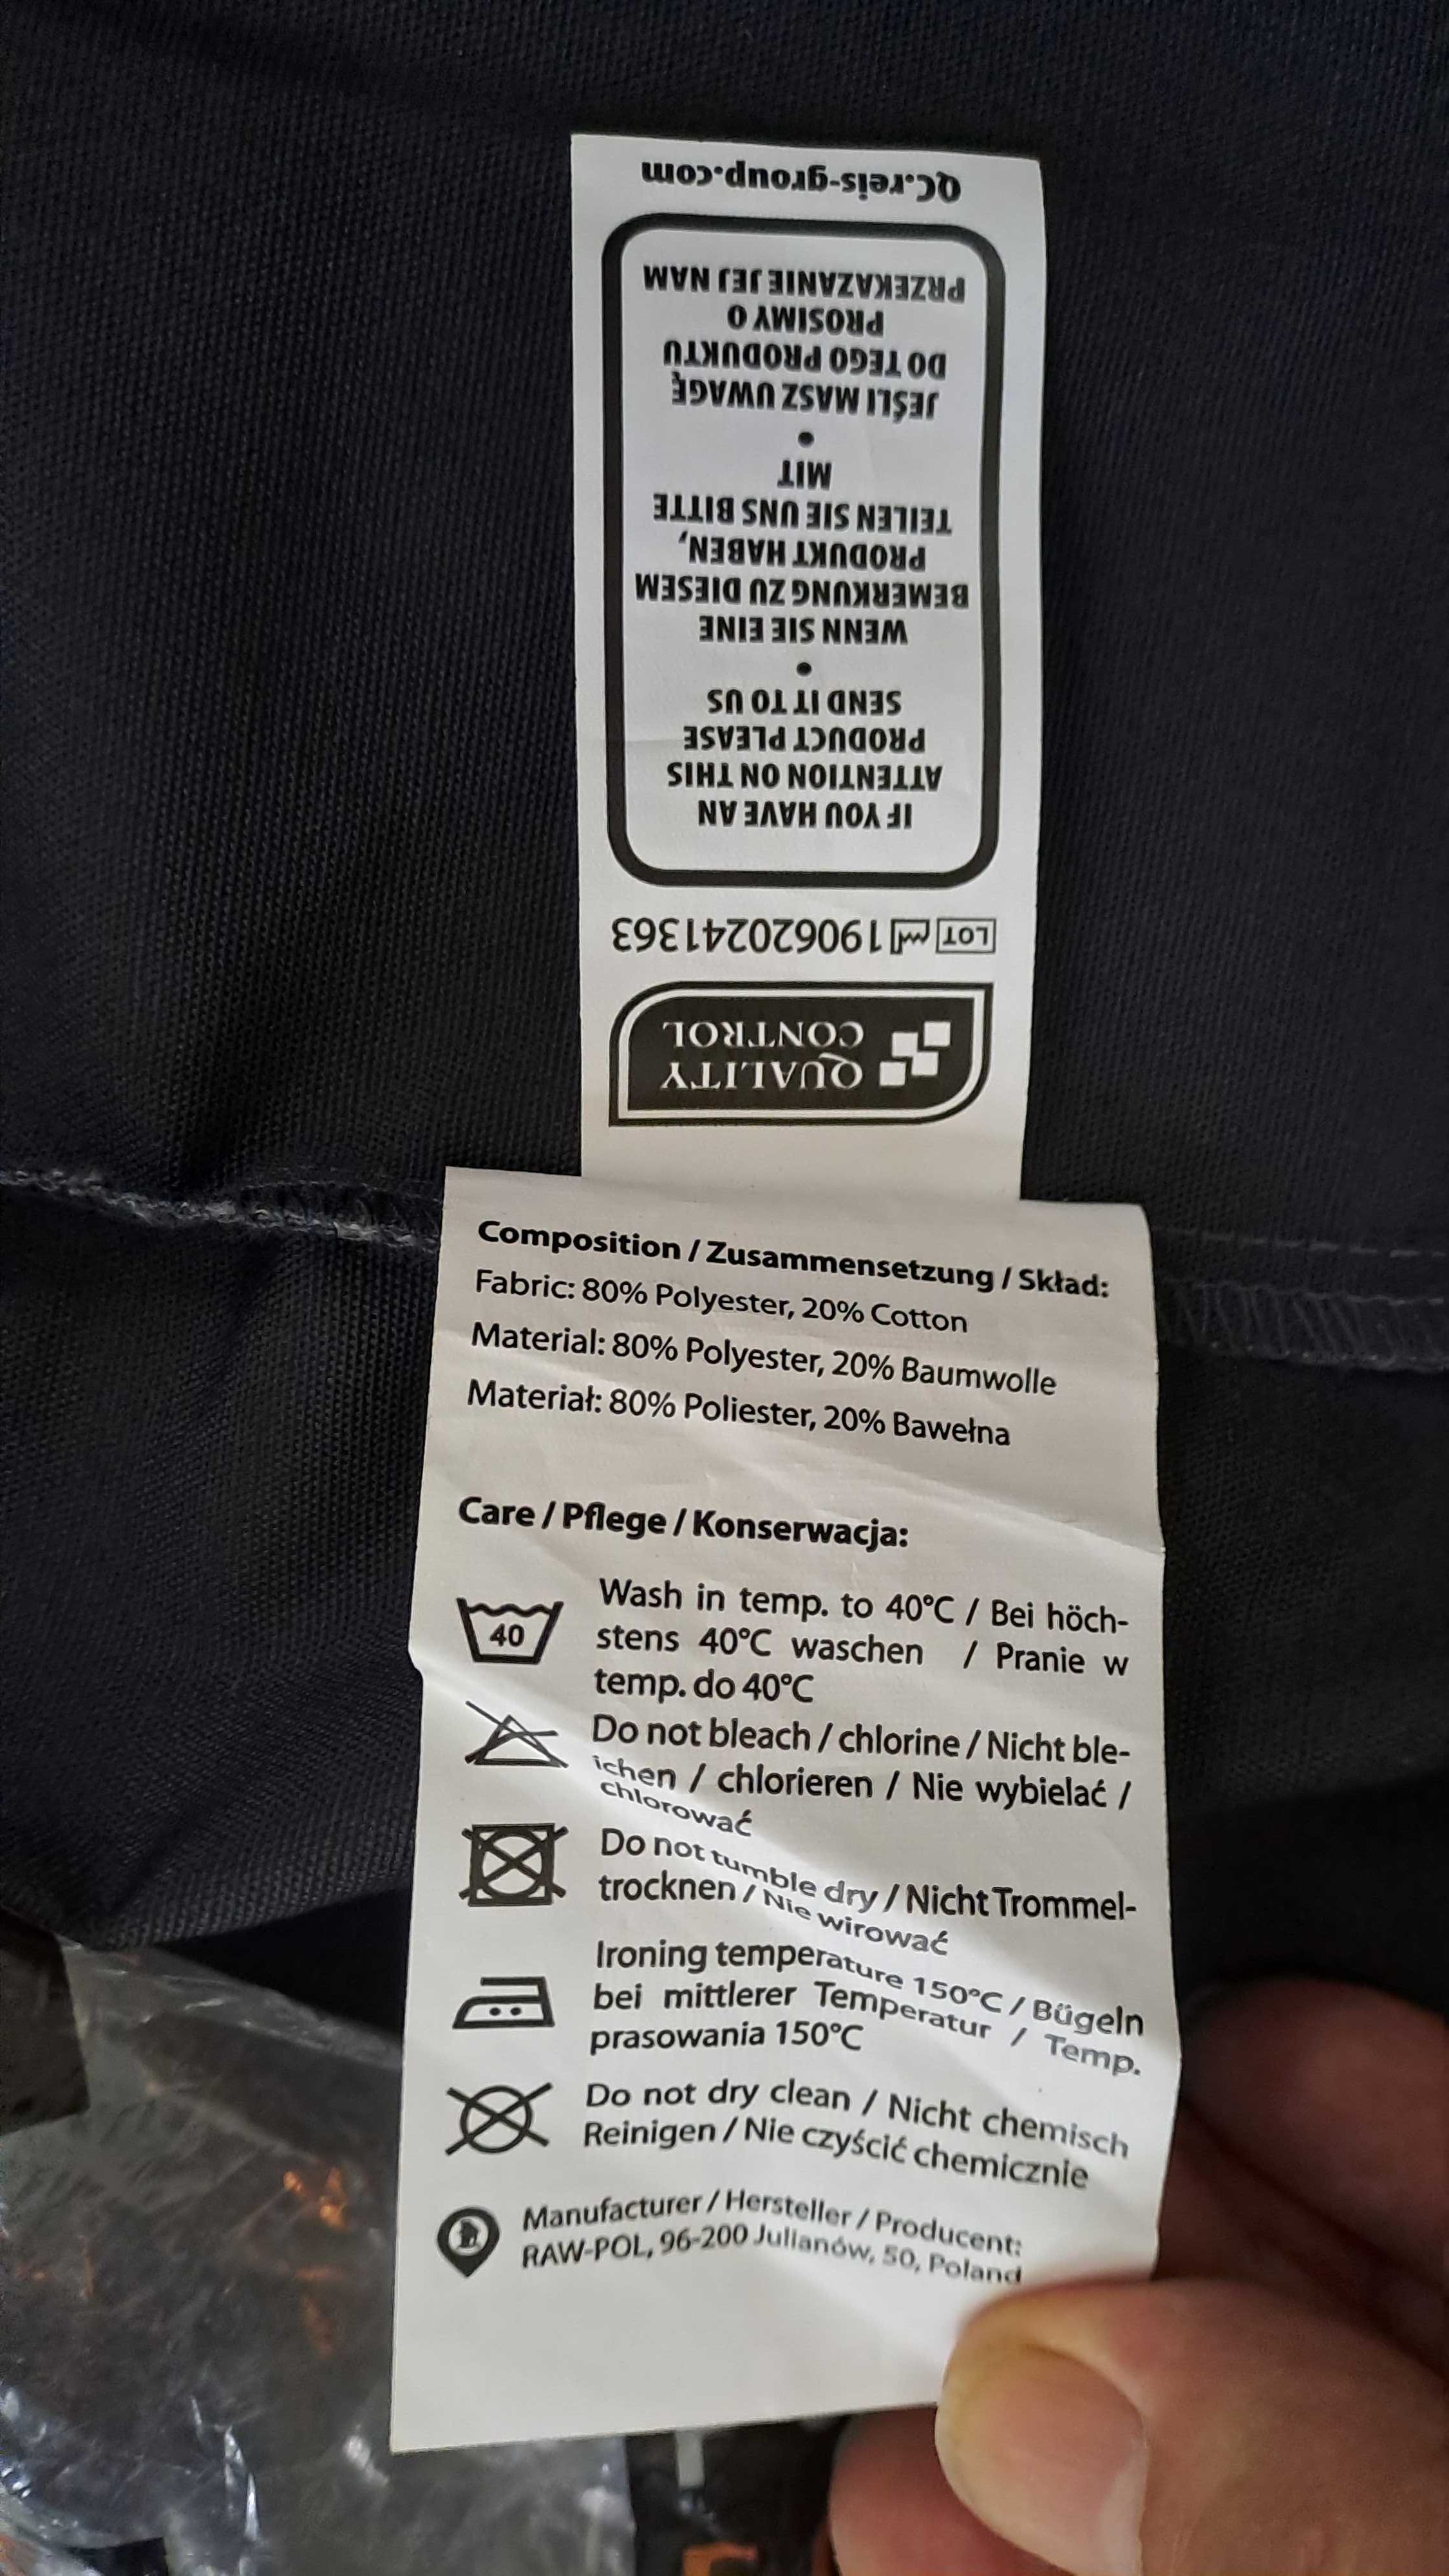 QC.reis-group.com
IF YOU HAVE AN
ATTENTION ON THIS
PRODUCT PLEASE
SEND IT TO US
•
WENN SIE EINE
BEMERKUNG ZU DIESEM
PRODUKT HABEN,
TEILEN SIE UNS BITTE
MIT
•
JEŚLI MASZ UWAGĘ
DO TEGO PRODUKTU
PROSIMY O
PRZEKAZANIE JEJ NAM
LOT 190620241363
QUALITY
CONTROL
Composition / Zusammensetzung / Skład:
Fabric: 80% Polyester, 20% Cotton
Material: 80% Polyester, 20% Baumwolle
Materiał: 80% Poliester, 20% Bawełna
Care / Pflege / Konserwacja:
40
Wash in temp. to 40°C / Bei höch-
stens 40°C waschen / Pranie w
temp. do 40°C
Do not bleach / chlorine / Nicht ble-
ichen / chlorieren / Nie wybielać /
chlorować
Do not tumble dry / Nicht Trommel-
trocknen / Nie wirować
Ironing temperature 150°C / Bügeln
bei mittlerer Temperatur / Temp.
prasowania 150°C
Do not dry clean / Nicht chemisch
Reinigen / Nie czyścić chemicznie
Manufacturer / Hersteller / Producent:
RAW-POL, 96-200 Julianów, 50, Poland